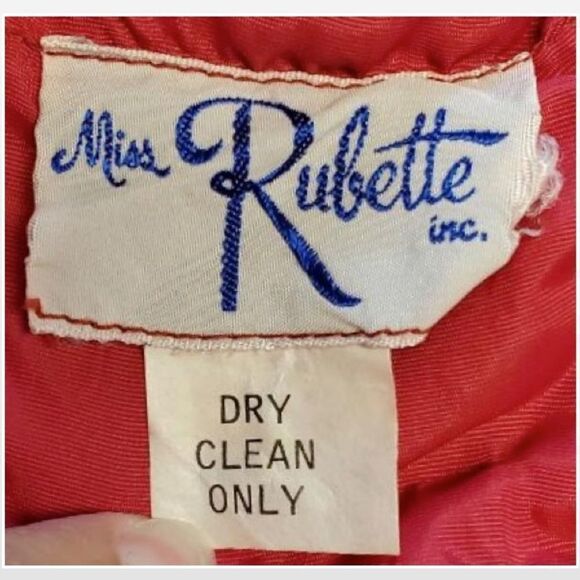 Miss Rubette
inc.
DRY
CLEAN
ONLY